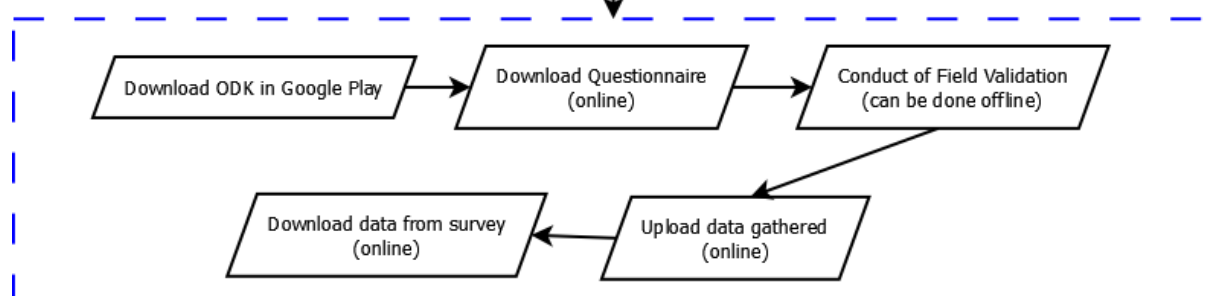 Download ODK in Google Play
Download Questionnaire
(online)
Conduct of Field Validation
(can be done offline)
Upload data gathered
(online)
Download data from survey
(online)